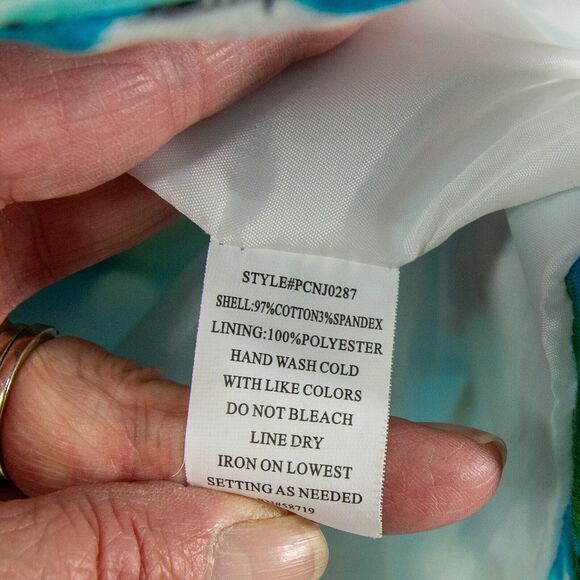 STYLE#PCNJ0287
SHELL:97%COTTON3%SPANDEX
LINING:100%POLYESTER
HAND WASH COLD
WITH LIKE COLORS
DO NOT BLEACH
LINE DRY
IRON ON LOWEST
SETTING AS NEEDED